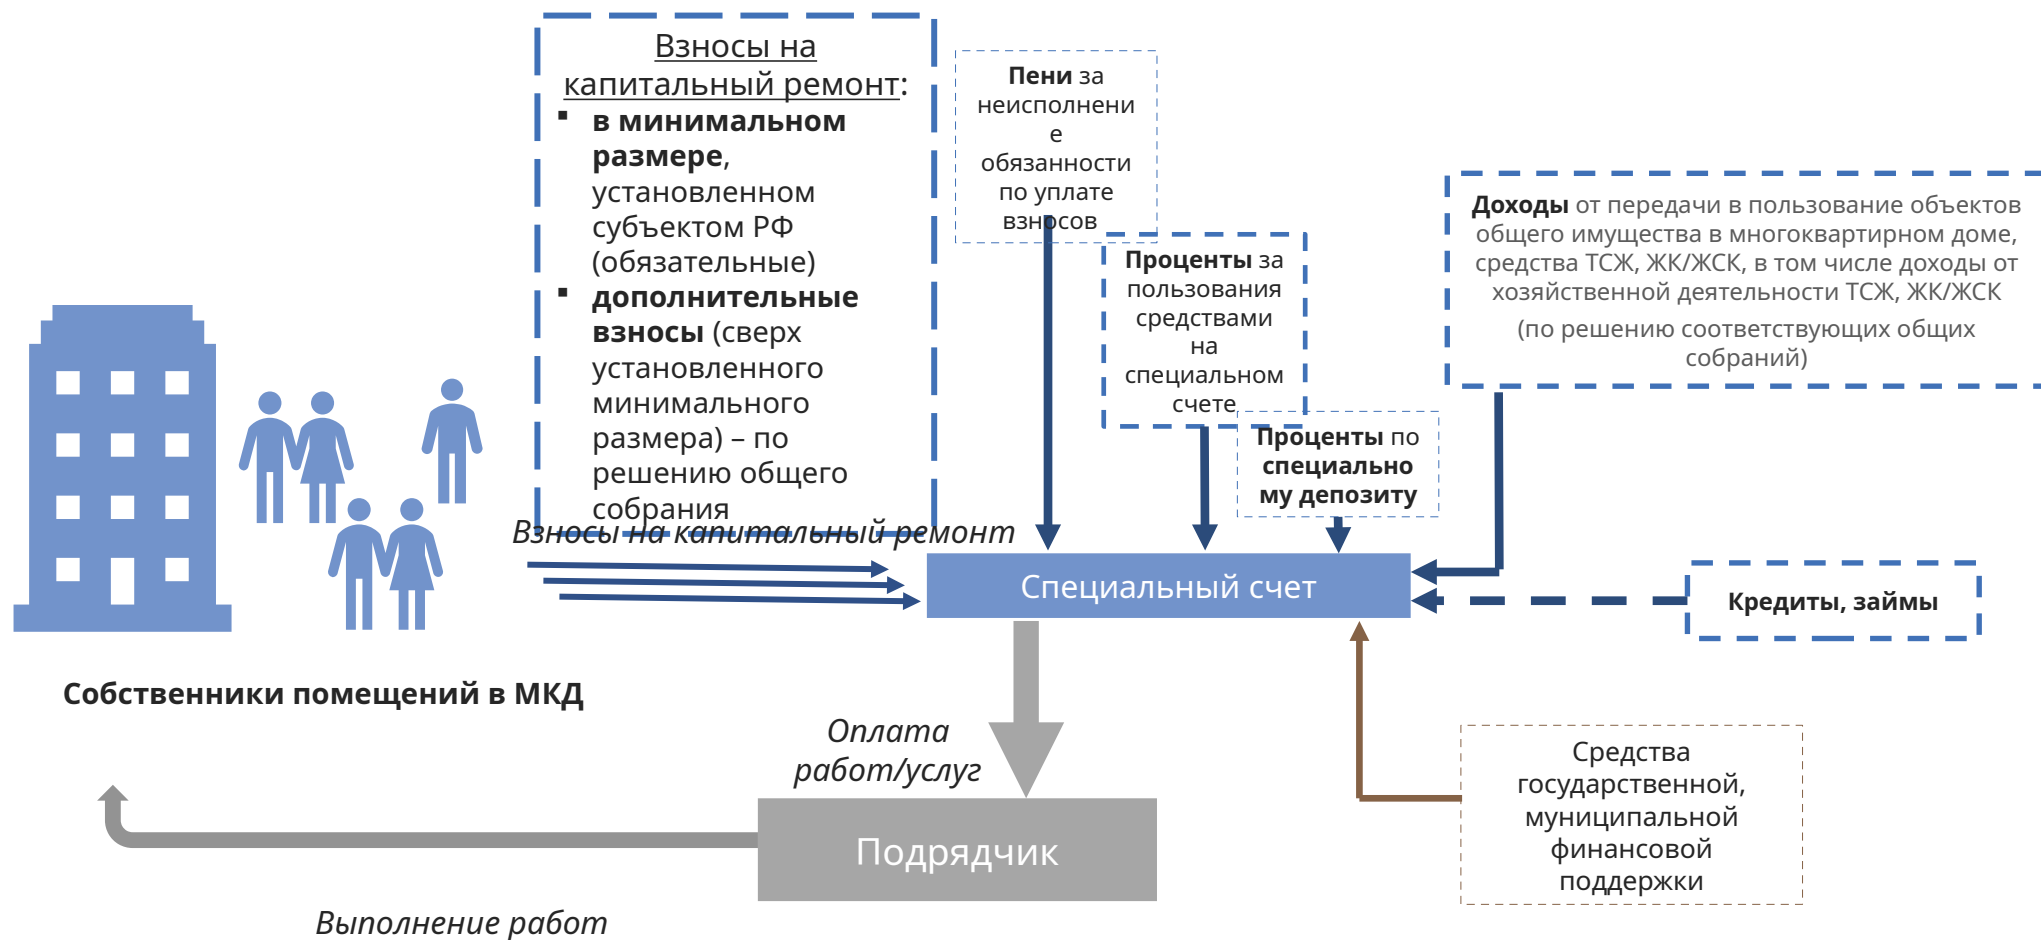 Взносы на
капитальный ремонт:
▪ в минимальном
размере,
установленном
субъектом РФ
(обязательные)
▪ дополнительные
взносы (сверх
установленного
минимального
размера) – по
решению общего
собрания
Пени за
неисполнени
е
обязанности
по уплате
взносов
Проценты за
пользования
средствами
на
специальном
счете
Проценты по
специально
му депозиту
Доходы от передачи в пользование объектов
общего имущества в многоквартирном доме,
средства ТСЖ, ЖК/ЖСК, в том числе доходы от
хозяйственной деятельности ТСЖ, ЖК/ЖСК
(по решению соответствующих общих
собраний)
Взносы на капитальный ремонт
Специальный счет
Кредиты, займы
Собственники помещений в МКД
Оплата
работ/услуг
Средства
государственной,
муниципальной
финансовой
поддержки
Подрядчик
Выполнение работ